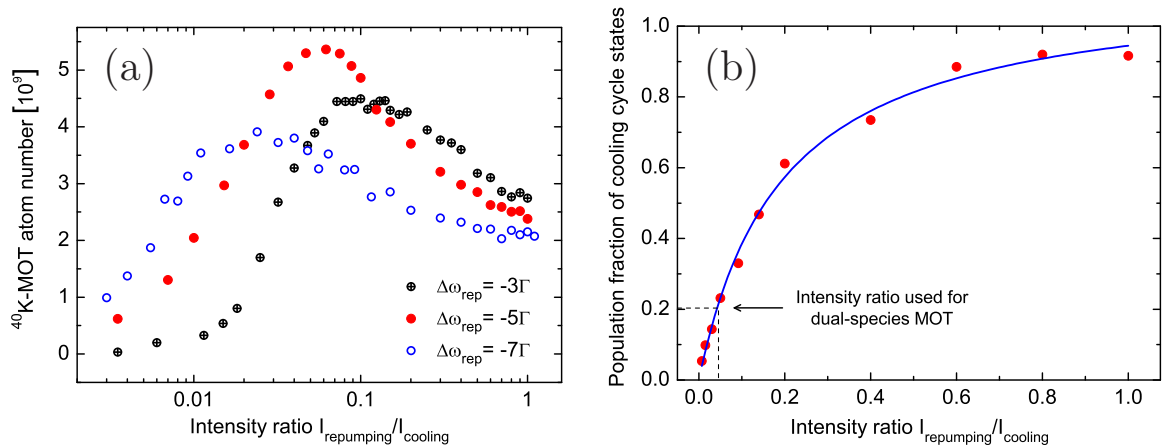 (a)
⁴⁰K-MOT atom number [10⁹]
5
4
3
2
1
0
Δω_rep= -3Γ
Δω_rep= -5Γ
Δω_rep= -7Γ
0.01 0.1 1
Intensity ratio I_repumping/I_cooling
(b)
Population fraction of cooling cycle states
1.0
0.8
0.6
0.4
0.2
0.0
Intensity ratio used for
dual-species MOT
0.0 0.2 0.4 0.6 0.8 1.0
Intensity ratio I_repumping/I_cooling